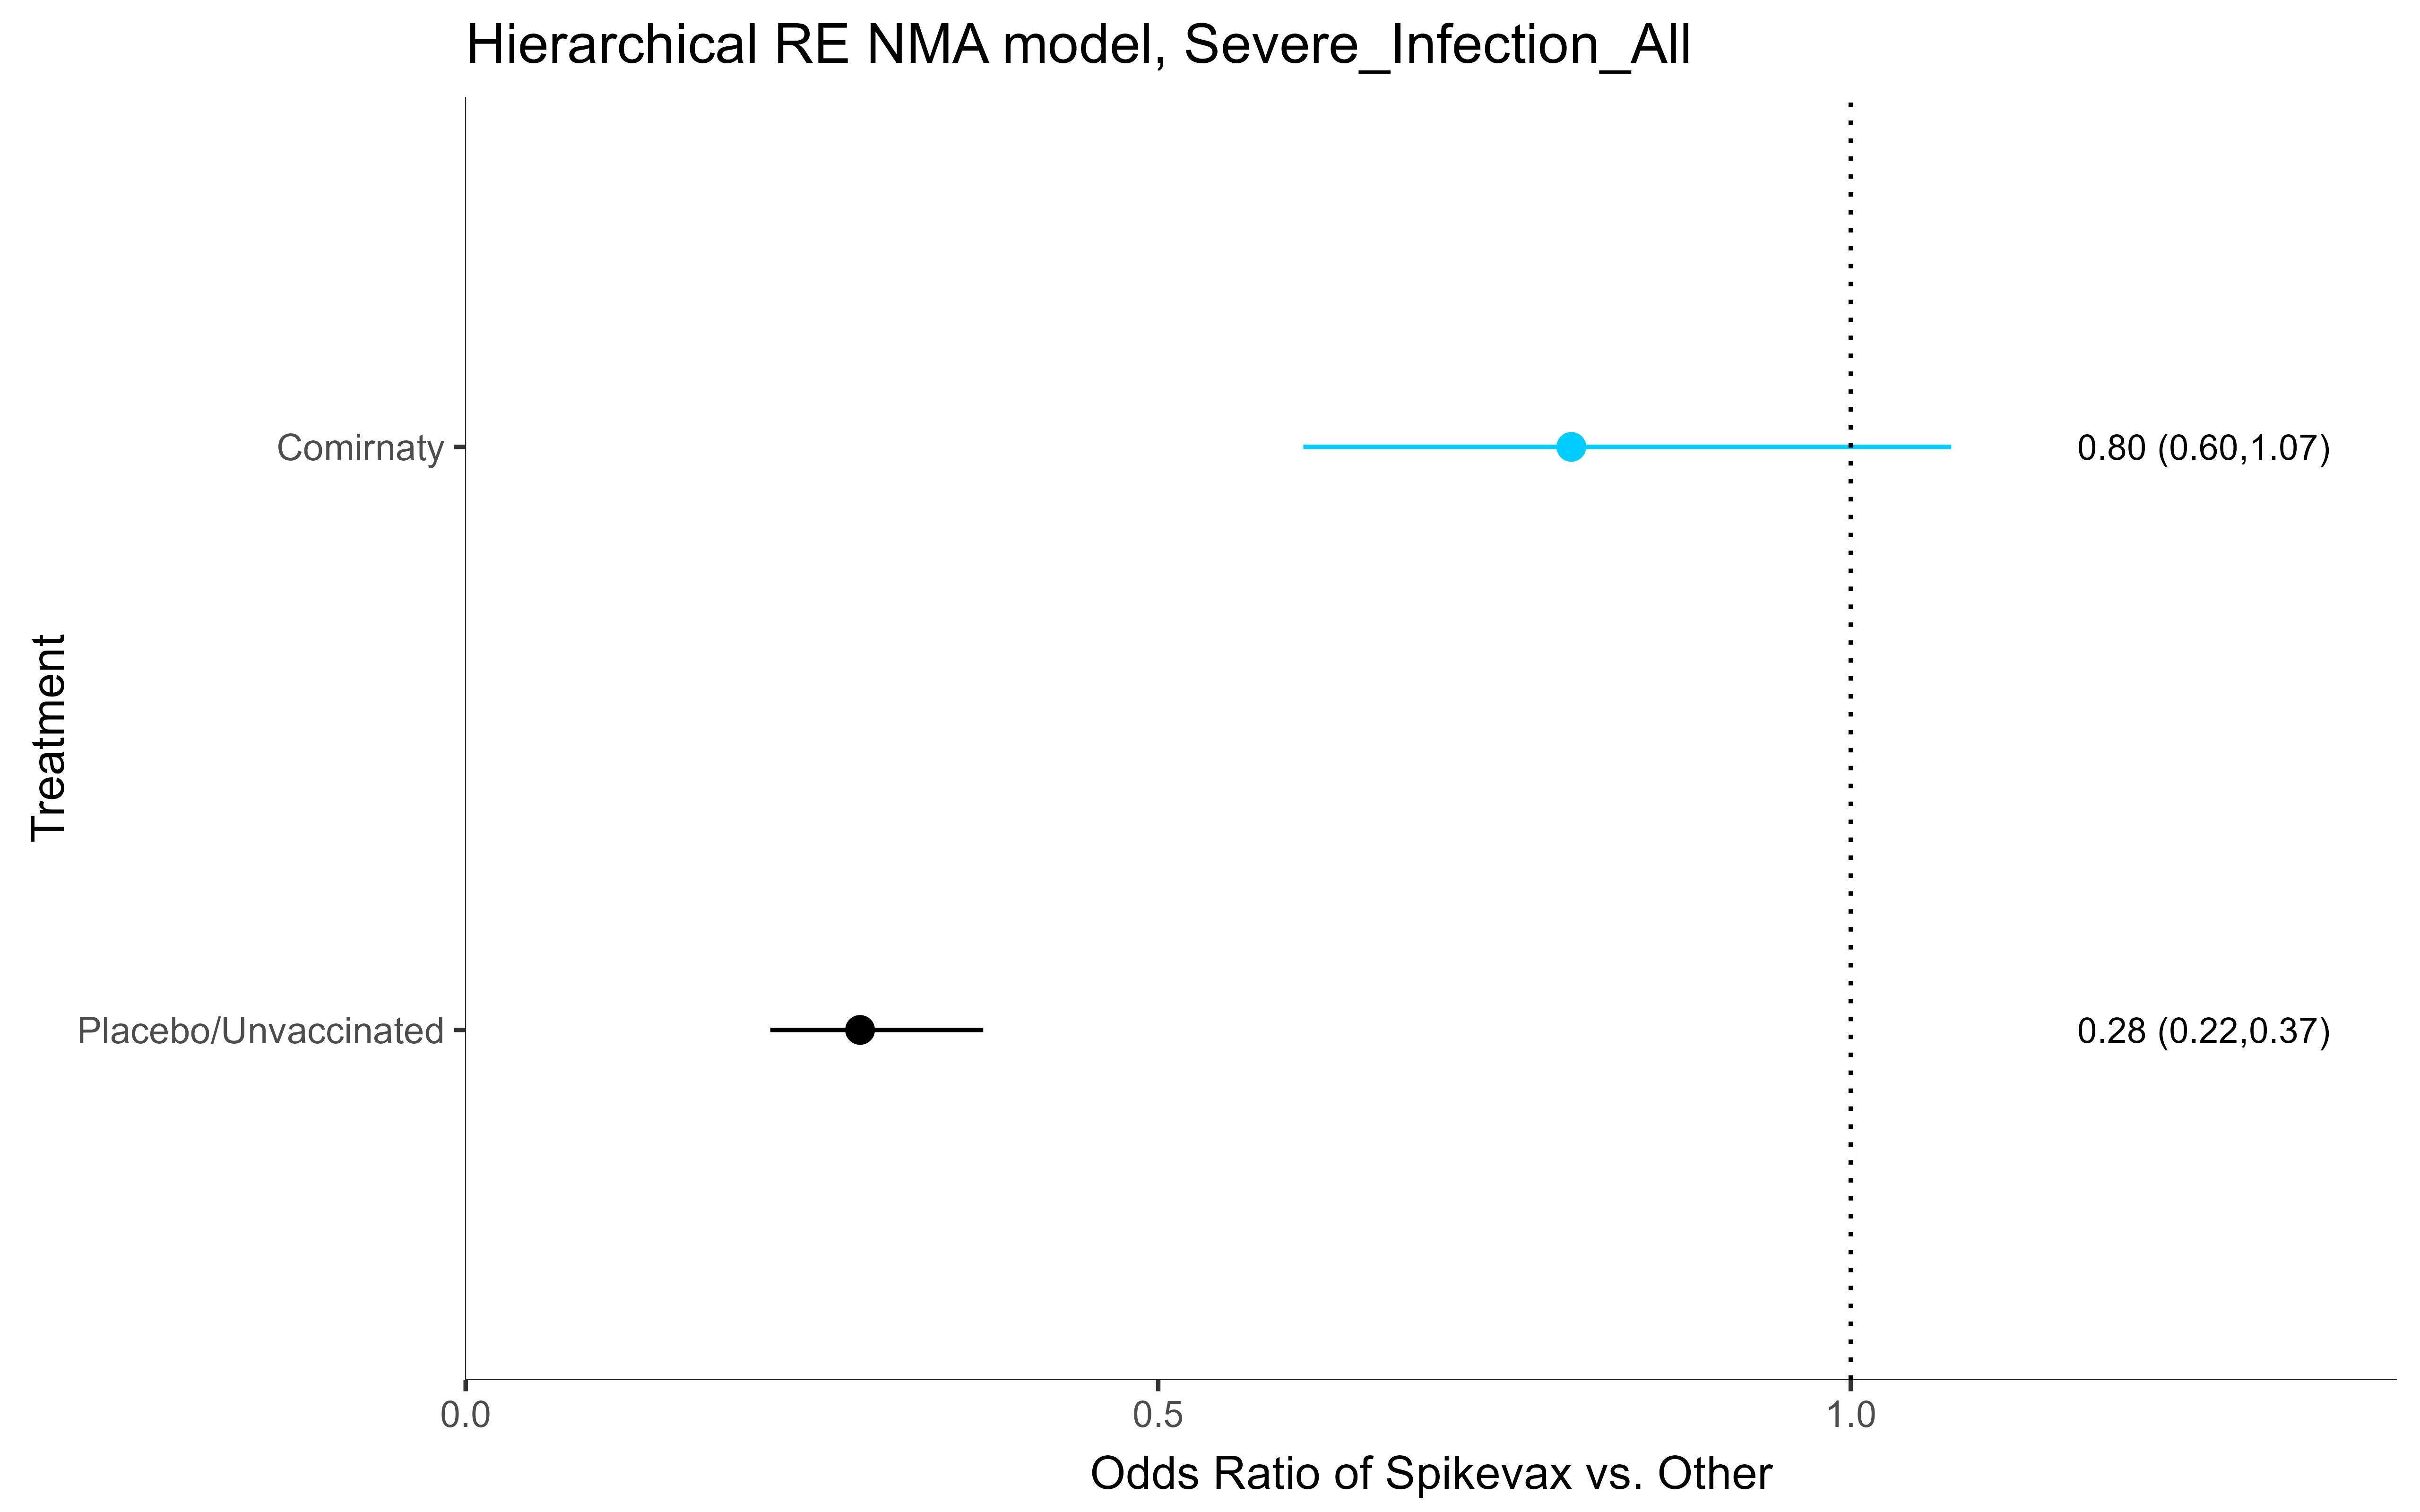 Hierarchical RE NMA model, Severe_Infection_All
Treatment
Comirnaty
0.80 (0.60,1.07)
Placebo/Unvaccinated
0.28 (0.22,0.37)
0.0
0.5
1.0
Odds Ratio of Spikevax vs. Other